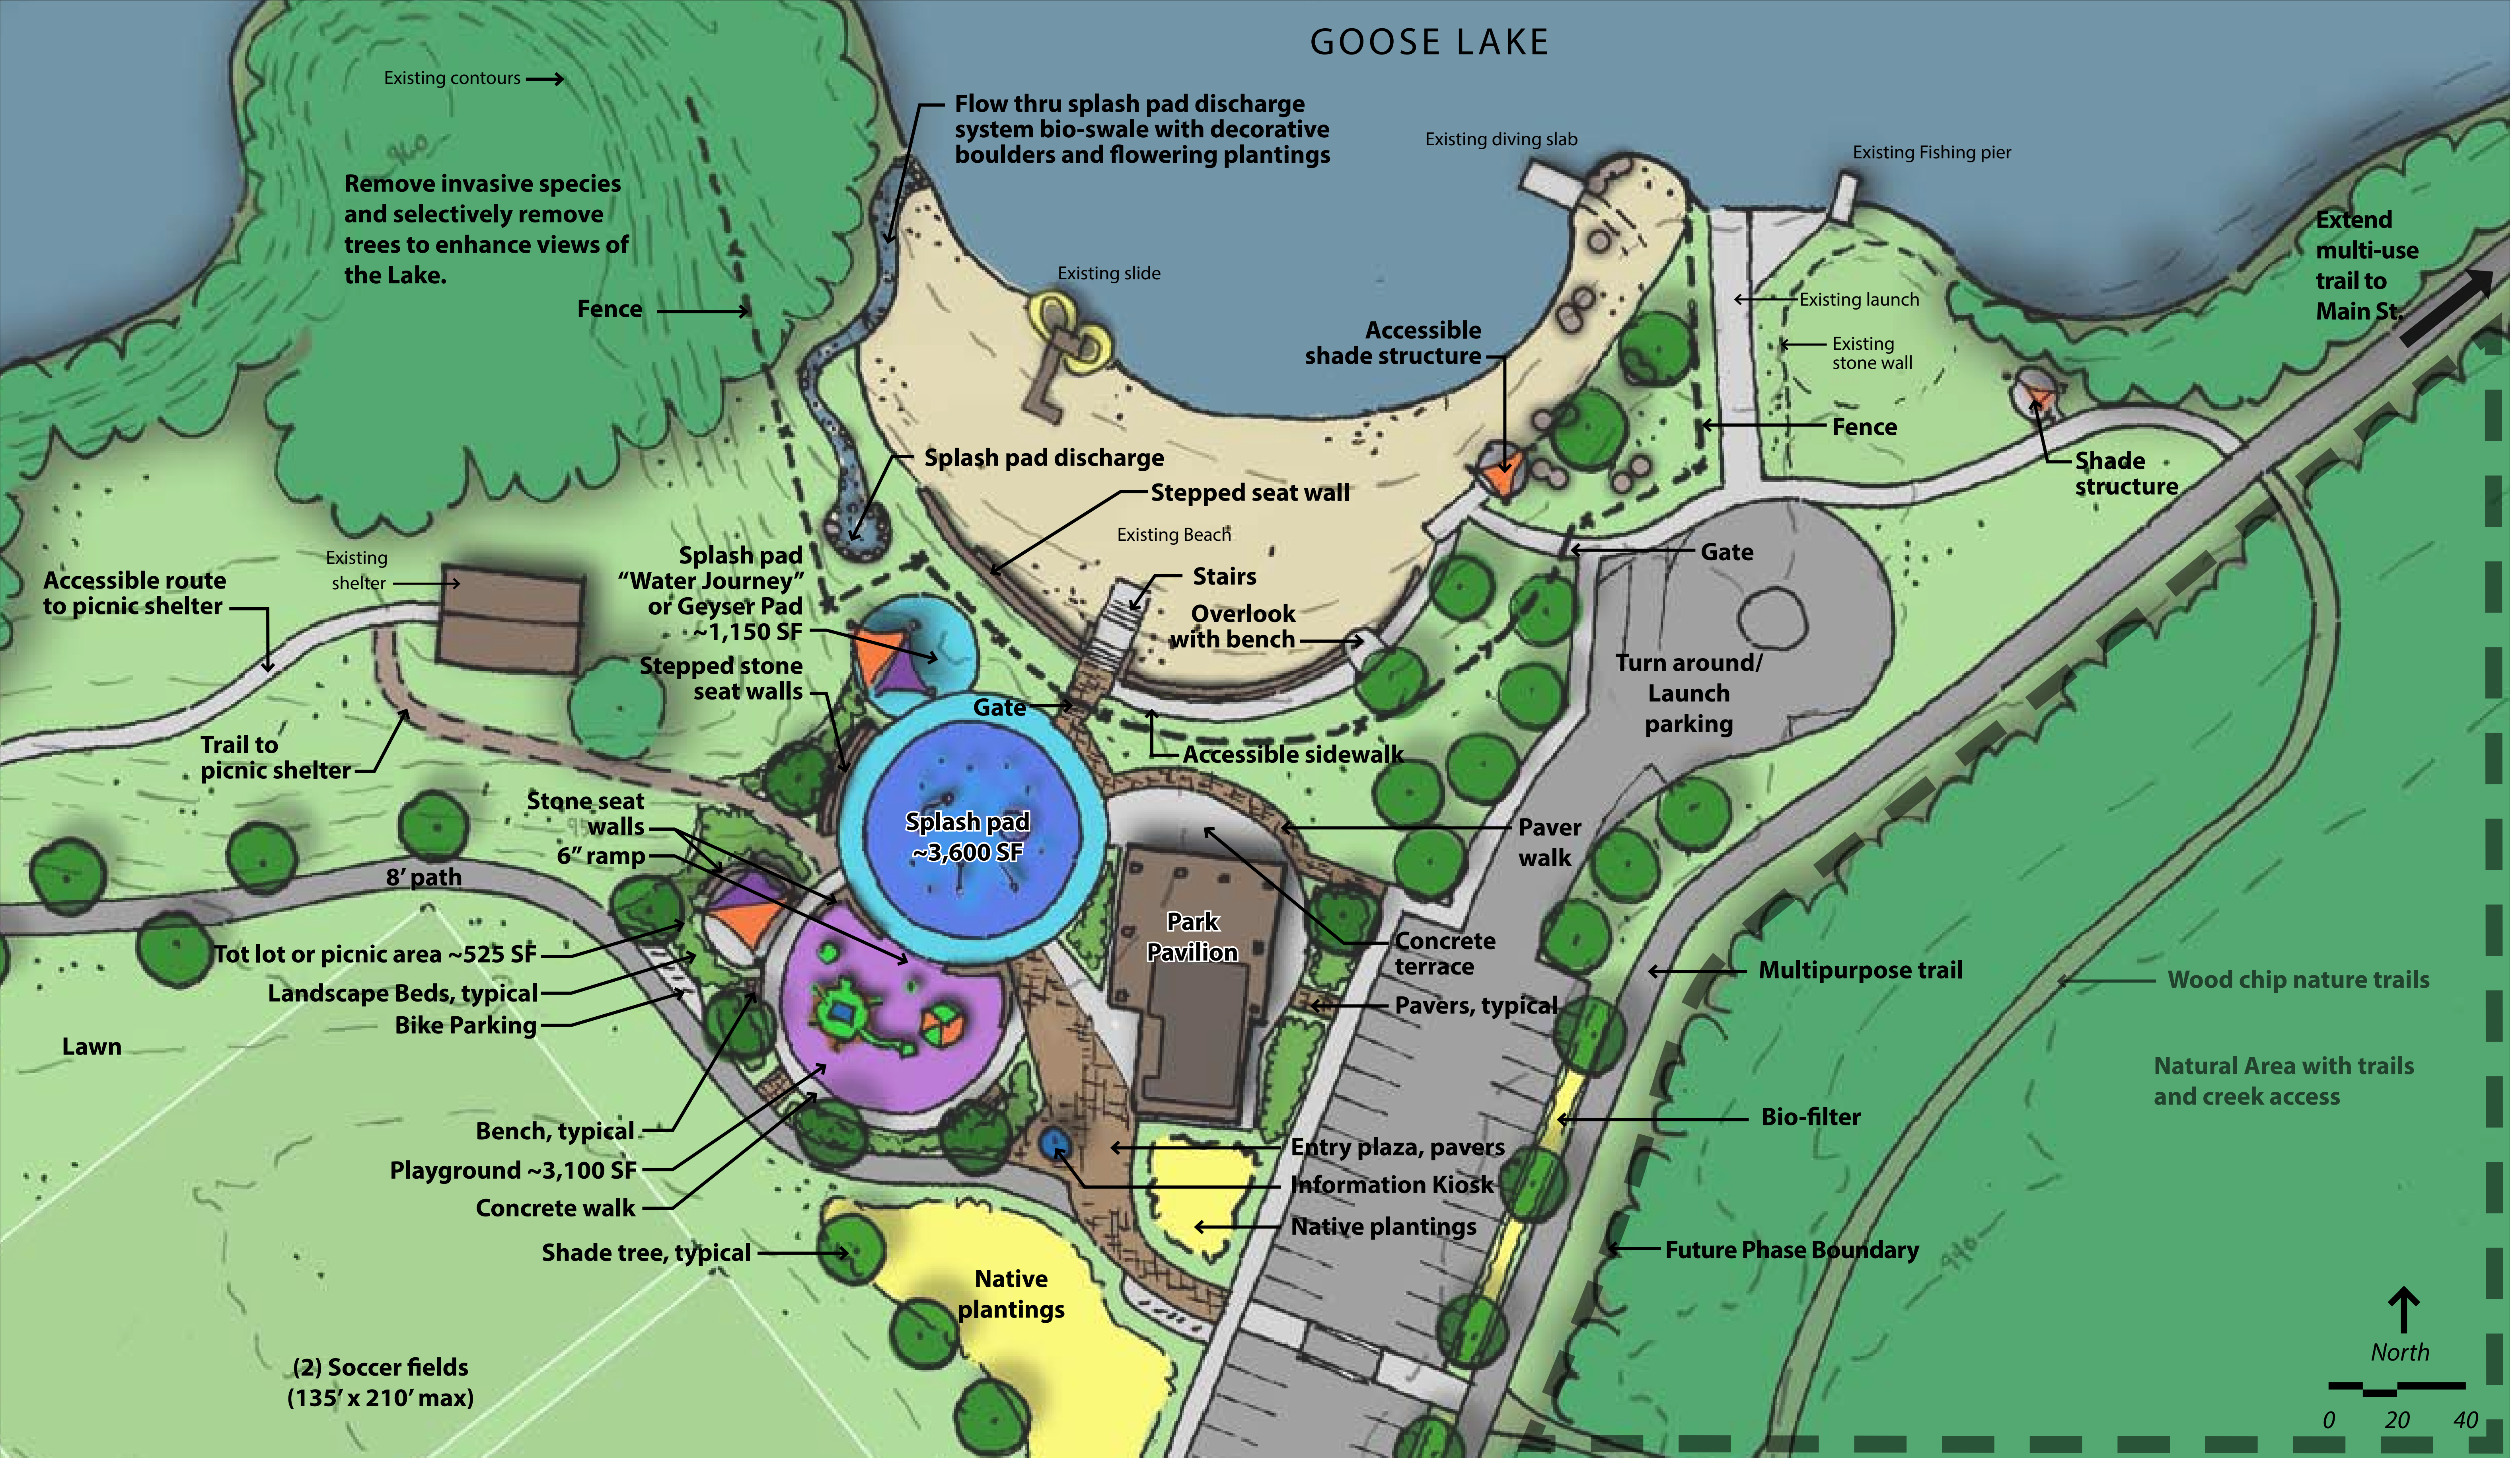 GOOSE LAKE
Existing contours
960
Remove invasive species
and selectively remove
trees to enhance views of
the Lake.
Fence
Flow thru splash pad discharge
system bio-swale with decorative
boulders and flowering plantings
Existing diving slab
Existing Fishing pier
Extend
multi-use
trail to
Main St.
Existing slide
Existing launch
Existing
stone wall
Accessible
shade structure
Fence
Shade
structure
Splash pad discharge
Stepped seat wall
Existing Beach
Gate
Stairs
Overlook
with bench
Existing
shelter
Accessible route
to picnic shelter
Splash pad
“Water Journey”
or Geyser Pad
~1,150 SF
Stepped stone
seat walls
Gate
Turn around/
Launch
parking
Accessible sidewalk
Trail to
picnic shelter
Stone seat
walls
6” ramp
Splash pad
~3,600 SF
Paver
walk
8’ path
Park
Pavilion
Concrete
terrace
Pavers, typical
Multipurpose trail
Wood chip nature trails
Tot lot or picnic area ~525 SF
Landscape Beds, typical
Bike Parking
Lawn
Natural Area with trails
and creek access
Bio-filter
Bench, typical
Playground ~3,100 SF
Concrete walk
Entry plaza, pavers
Information Kiosk
Native plantings
Shade tree, typical
Native
plantings
Future Phase Boundary
940
(2) Soccer fields
(135’ x 210’ max)
North
0 20 40